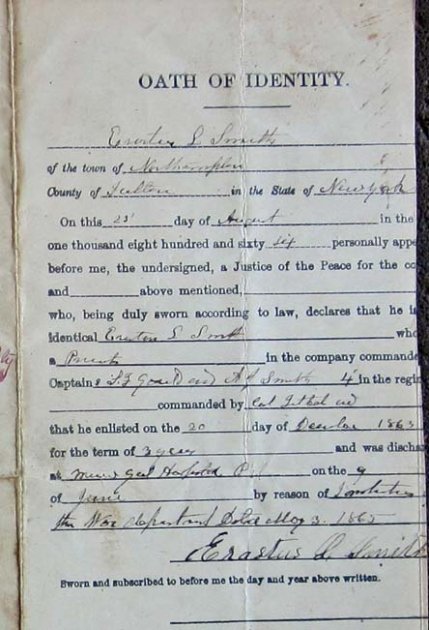 OATH OF IDENTITY.
Erastus S Smith
of the town of Northampton
County of Fulton in the State of New York
On this 25 day of August in the
one thousand eight hundred and sixty six personally appe
before me, the undersigned, a Justice of the Peace for the co
and above mentioned,
who, being duly sworn according to law, declares that he i
identical Erastus S Smith who
a Private in the company commande
Captain and A Smith in the regi
commanded by Col
that he enlisted on the 20 day of 1863
for the term of 3 years and was discha
at Hospital on the 9
of June by reason of
the War department Date May 3. 1865
Erastus S. Smith
Sworn and subscribed to before me the day and year above written.